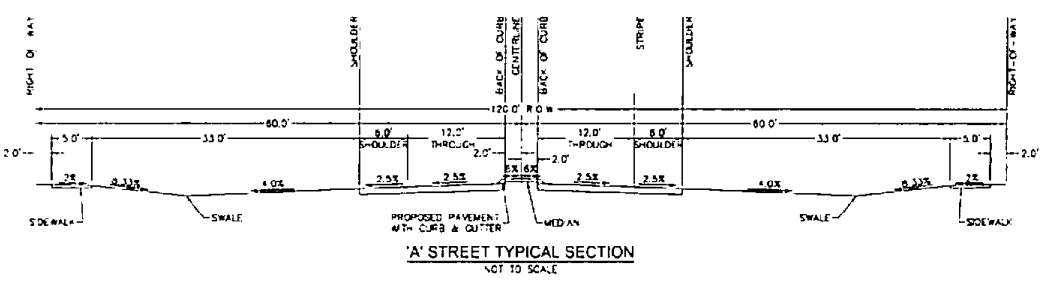 RIGHT OF WAY
SHOULDER
BACK OF CURB
CENTERLINE
BACK OF CURB
STRIPE
SHOULDER
RIGHT-OF-WAY
120.0' R O W
60.0'
60.0'
5.0'
33.0'
6.0'
SHOULDER
12.0'
THROUGH
12.0'
THROUGH
6.0'
SHOULDER
33.0'
5.0'
2.0'
2.0'
2.0'
2.0'
2%
8.33%
4.0%
2.5%
2.5%
6%
6%
2.5%
2.5%
4.0%
8.33%
2%
SIDEWALK
SWALE
PROPOSED PAVEMENT
WITH CURB & GUTTER
MEDIAN
SWALE
SIDEWALK
'A' STREET TYPICAL SECTION
NOT TO SCALE